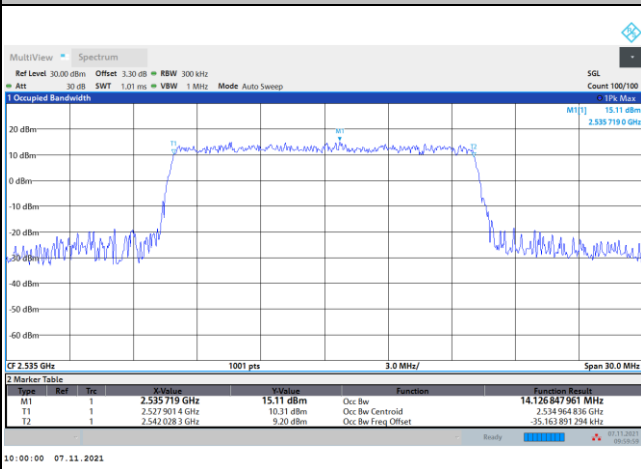 MultiView Spectrum
Ref Level 30.00 dBm Offset 3.30 dB RBW 300 kHz SGL
Att 30 dB SWT 1.01 ms VBW 1 MHz Mode Auto Sweep Count 100/100
1 Occupied Bandwidth 1Pk Max
M1[1] 15.11 dBm
2.535 719 0 GHz
20 dBm
T1 M1 T2
10 dBm
0 dBm
-10 dBm
-20 dBm
-30 dBm
-40 dBm
-50 dBm
-60 dBm
CF 2.535 GHz 1001 pts 3.0 MHz/ Span 30.0 MHz
2 Marker Table
Type Ref Trc X-Value Y-Value Function Function Result
M1 1 2.535 719 GHz 15.11 dBm Occ Bw 14.126 847 961 MHz
T1 1 2.527 901 4 GHz 10.31 dBm Occ Bw Centroid 2.534 964 836 GHz
T2 1 2.542 028 3 GHz 9.20 dBm Occ Bw Freq Offset -35.163 891 294 kHz
Ready 07.11.2021
09:59:59
10:00:00 07.11.2021